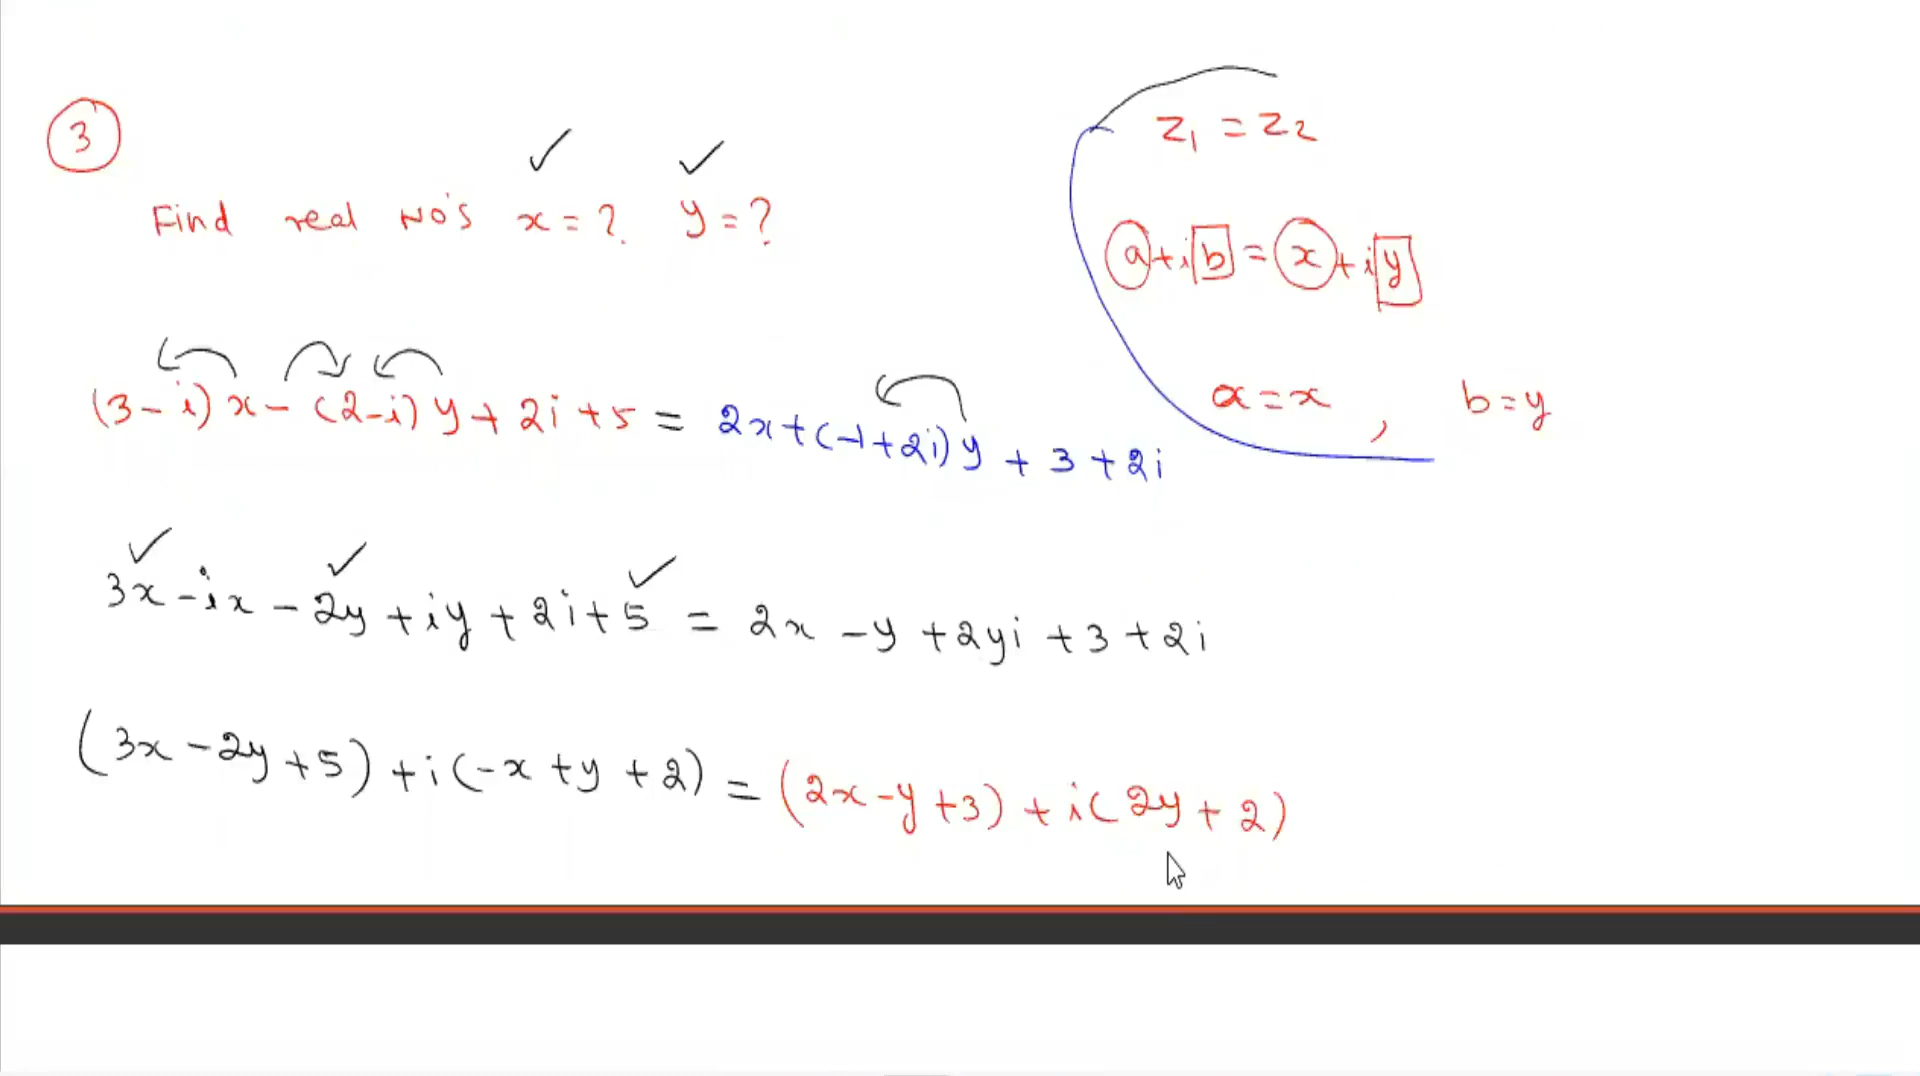 3
Find real No's x=? y=?
z₁ = z₂
a+ib = x+iy
a=x , b=y
(3-i)x-(2-i)y+2i+5 = 2x+(-1+2i)y+3+2i
3x-ix-2y+iy+2i+5 = 2x-y+2yi+3+2i
(3x-2y+5)+i(-x+y+2) = (2x-y+3)+i(2y+2)